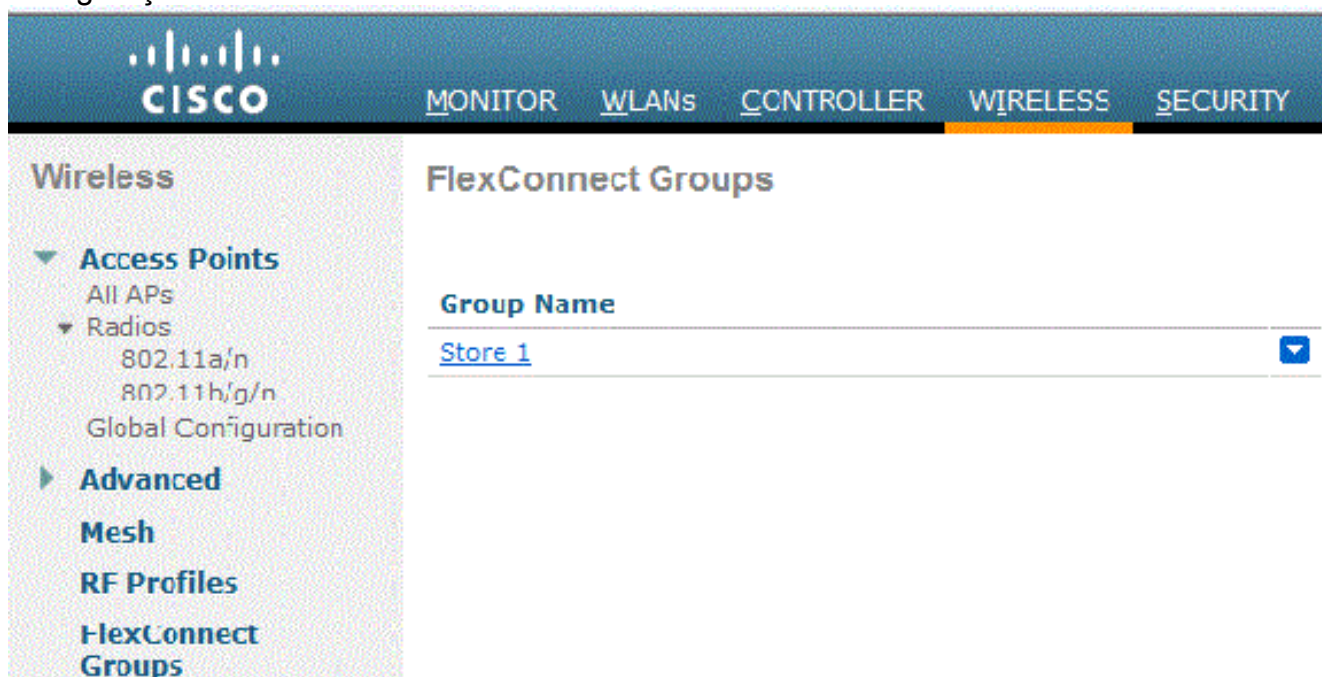 CISCO
MONITOR WLANs CONTROLLER WIRELESS SECURITY
Wireless
Access Points
All APs
Radios
802.11a/n
802.11b/g/n
Global Configuration
Advanced
Mesh
RF Profiles
FlexConnect
Groups
FlexConnect Groups
Group Name
Store 1